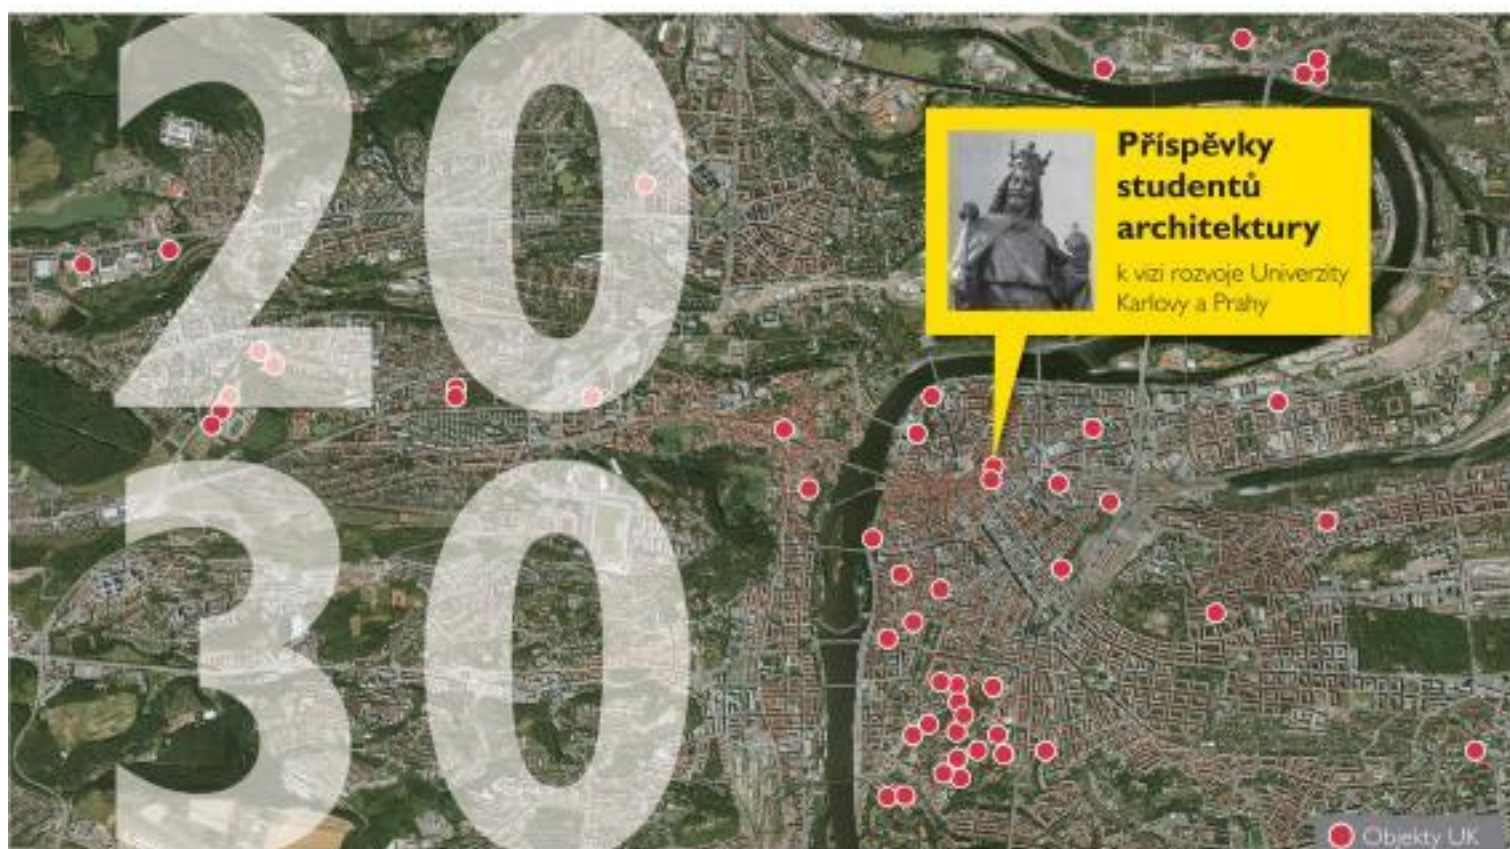 20
30
Příspěvky
studentů
architektury
k vizi rozvoje Univerzity
Karlovy a Prahy
Objekty UK